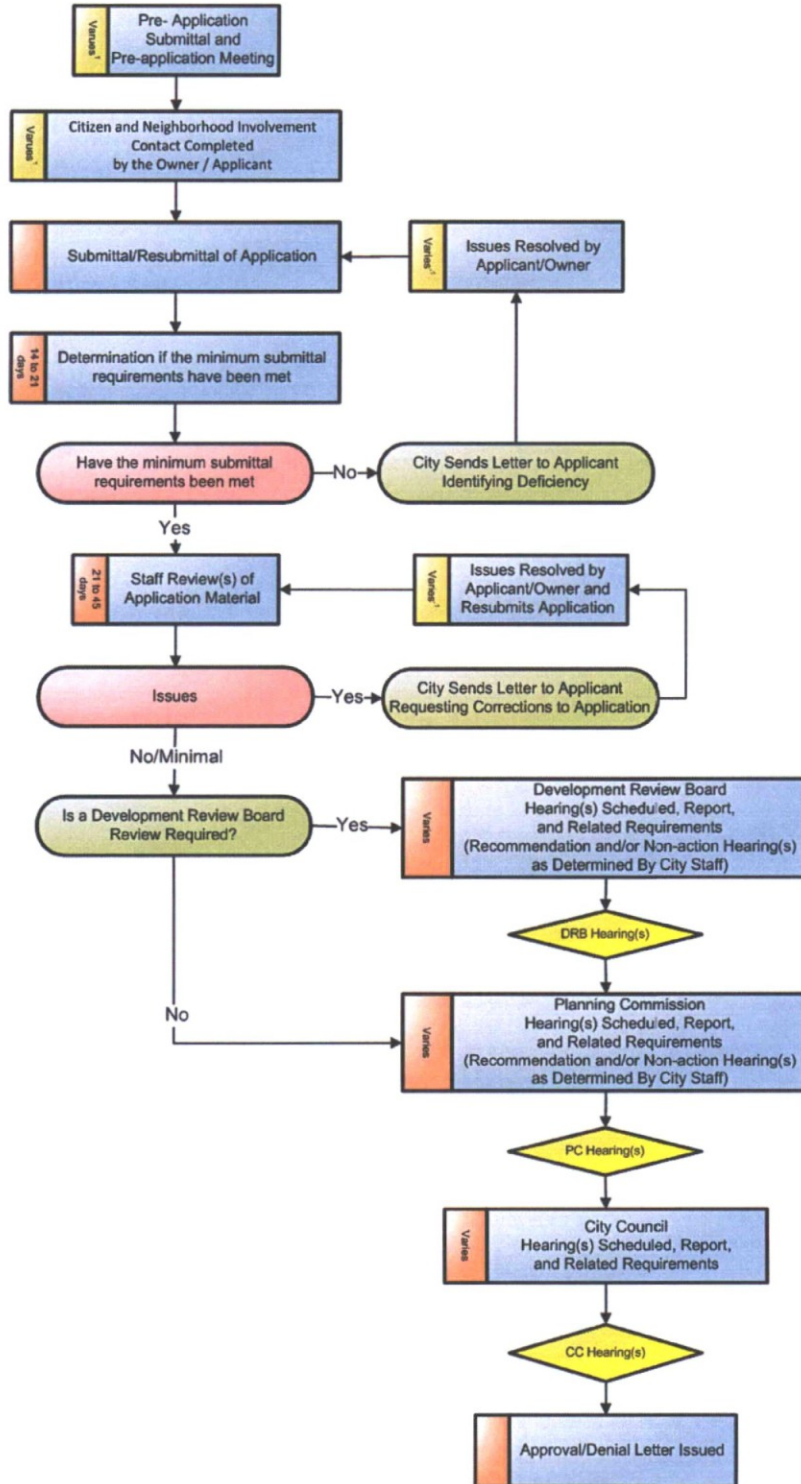 Pre- Application
Submittal and
Pre-application Meeting
Varues¹
Citizen and Neighborhood Involvement
Contact Completed
by the Owner / Applicant
Varues¹
Submittal/Resubmittal of Application
Issues Resolved by
Applicant/Owner
Varies¹
Determination if the minimum submittal
requirements have been met
14 to 21
days
Have the minimum submittal
requirements been met
No
City Sends Letter to Applicant
Identifying Deficiency
Yes
Staff Review(s) of
Application Material
21 to 45
days
Issues Resolved by
Applicant/Owner and
Resubmits Application
Varies¹
Issues
Yes
City Sends Letter to Applicant
Requesting Corrections to Application
No/Minimal
Is a Development Review Board
Review Required?
Yes
Development Review Board
Hearing(s) Scheduled, Report,
and Related Requirements
(Recommendation and/or Non-action Hearing(s)
as Determined By City Staff)
Varies
DRB Hearing(s)
No
Planning Commission
Hearing(s) Scheduled, Report,
and Related Requirements
(Recommendation and/or Non-action Hearing(s)
as Determined By City Staff)
Varies
PC Hearing(s)
City Council
Hearing(s) Scheduled, Report,
and Related Requirements
Varies
CC Hearing(s)
Approval/Denial Letter Issued